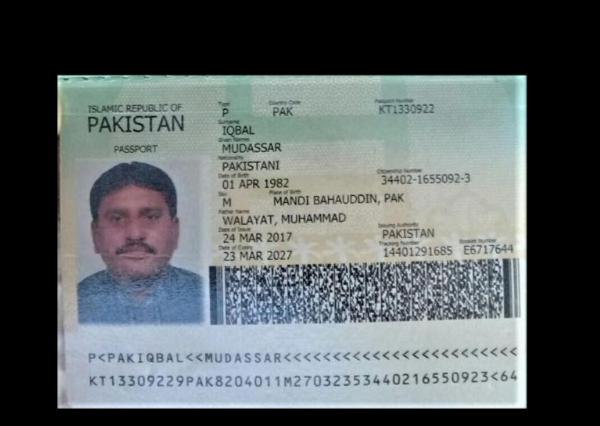 ISLAMIC REPUBLIC OF
PAKISTAN
PASSPORT
Type Country Code Passport Number
P PAK KT1330922
Surname
IQBAL
Given Names
MUDASSAR
Nationality
PAKISTANI
Date of Birth Citizenship Number
01 APR 1982 34402-1655092-3
Sex Place of Birth
M MANDI BAHAUDDIN, PAK
Father Name
WALAYAT, MUHAMMAD
Date of Issue Issuing Authority
24 MAR 2017 PAKISTAN
Date of Expiry Tracking Number Booklet Number
23 MAR 2027 14401291685 E6717644
P<PAKIQBAL<<MUDASSAR<<<<<<<<<<<<<<<<<<<<<<<<
KT13309229PAK8204011M27032353440216550923<64